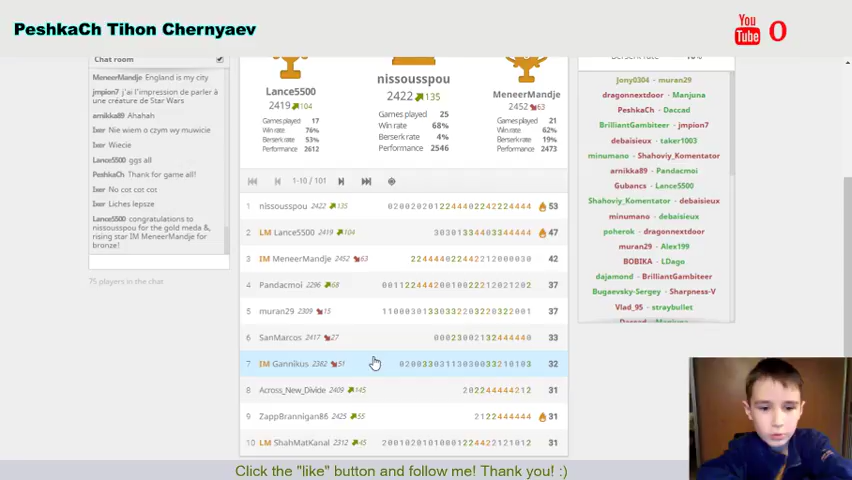 PeshkaCh Tihon Chernyaev
You Tube 0
Chat room
MeneerMandje England is my city
jmpion7 j'ai l'impression de parler à
une créature de Star Wars
arnikka89 Ahahah
Ixer Nie wiem o czym wy muwicie
Ixer Wiecie
Lance5500 ggs all
PeshkaCh Thank for game all!
Ixer No cot cot cot
Ixer Liches lepsze
Lance5500 congratulations to
nissousspou for the gold meda &,
rising star IM MeneerMandje for
bronze!
75 players in the chat
Lance5500
2419 104
Games played 17
Win rate 76%
Berserk rate 53%
Performance 2612
nissousspou
2422 135
Games played 25
Win rate 68%
Berserk rate 4%
Performance 2546
MeneerMandje
2452 63
Games played 21
Win rate 62%
Berserk rate 19%
Performance 2473
1-10 / 101
1 nissousspou 2422 135 53
2 LM Lance5500 2419 104 47
3 IM MeneerMandje 2452 63 42
4 Pandacmoi 2296 68 37
5 muran29 2309 15 37
6 SanMarcos 2417 27 00023002132444440 33
7 IM Gannikus 2362 51 32
8 Across_New_Divide 2409 145 20224444212 31
9 ZappBrannigan86 2425 55 2122444444 31
10 LM ShahMatKanal 2312 45 31
Berserk rate
Jony0304 - muran29
dragonnextdoor - Manjuna
PeshkaCh - Daccad
BrilliantGambiteer - jmpion7
debaisieux - taker1003
minumano - Shahoviy_Komentator
arnikka89 - Pandacmoi
Gubancs - Lance5500
Shahoviy_Komentator - debaisieux
minumano - debaisieux
poherok - dragonnextdoor
muran29 - Alex199
BOBIKA - LDago
dajamond - BrilliantGambiteer
Bugaevsky-Sergey - Sharpness-V
Vlad_95 - straybullet
Click the "like" button and follow me! Thank you! :)